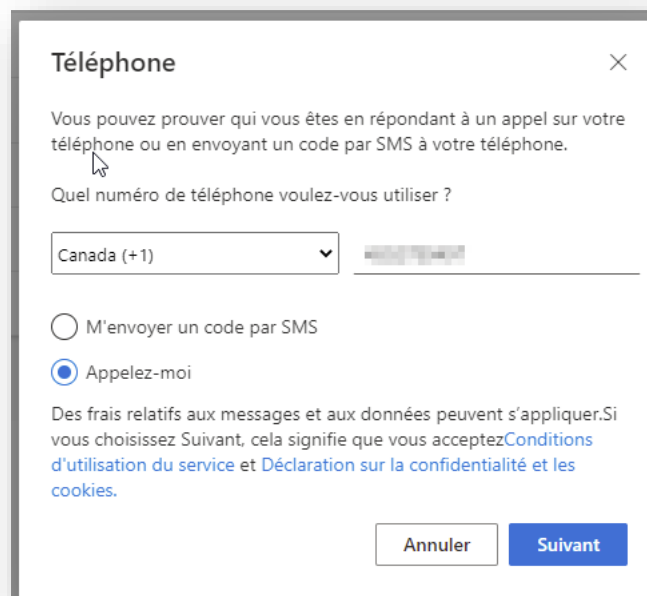 Téléphone
Vous pouvez prouver qui vous êtes en répondant à un appel sur votre
téléphone ou en envoyant un code par SMS à votre téléphone.
Quel numéro de téléphone voulez-vous utiliser ?
Canada (+1)
M'envoyer un code par SMS
Appelez-moi
Des frais relatifs aux messages et aux données peuvent s’appliquer.Si
vous choisissez Suivant, cela signifie que vous acceptezConditions
d'utilisation du service et Déclaration sur la confidentialité et les
cookies.
Annuler Suivant